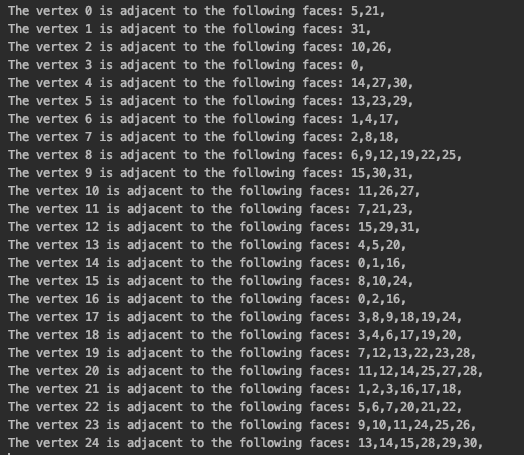 The vertex 0 is adjacent to the following faces: 5,21,
The vertex 1 is adjacent to the following faces: 31,
The vertex 2 is adjacent to the following faces: 10,26,
The vertex 3 is adjacent to the following faces: 0,
The vertex 4 is adjacent to the following faces: 14,27,30,
The vertex 5 is adjacent to the following faces: 13,23,29,
The vertex 6 is adjacent to the following faces: 1,4,17,
The vertex 7 is adjacent to the following faces: 2,8,18,
The vertex 8 is adjacent to the following faces: 6,9,12,19,22,25,
The vertex 9 is adjacent to the following faces: 15,30,31,
The vertex 10 is adjacent to the following faces: 11,26,27,
The vertex 11 is adjacent to the following faces: 7,21,23,
The vertex 12 is adjacent to the following faces: 15,29,31,
The vertex 13 is adjacent to the following faces: 4,5,20,
The vertex 14 is adjacent to the following faces: 0,1,16,
The vertex 15 is adjacent to the following faces: 8,10,24,
The vertex 16 is adjacent to the following faces: 0,2,16,
The vertex 17 is adjacent to the following faces: 3,8,9,18,19,24,
The vertex 18 is adjacent to the following faces: 3,4,6,17,19,20,
The vertex 19 is adjacent to the following faces: 7,12,13,22,23,28,
The vertex 20 is adjacent to the following faces: 11,12,14,25,27,28,
The vertex 21 is adjacent to the following faces: 1,2,3,16,17,18,
The vertex 22 is adjacent to the following faces: 5,6,7,20,21,22,
The vertex 23 is adjacent to the following faces: 9,10,11,24,25,26,
The vertex 24 is adjacent to the following faces: 13,14,15,28,29,30,